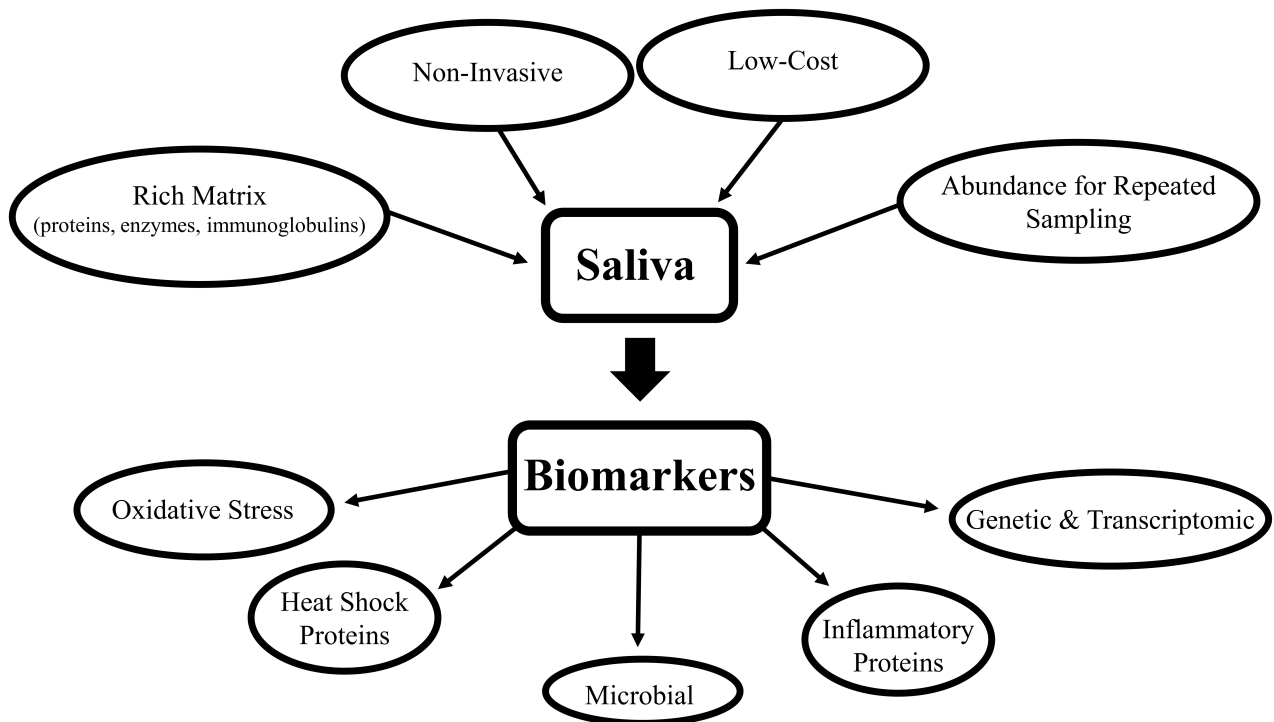 Non-Invasive
Low-Cost
Rich Matrix
(proteins, enzymes, immunoglobulins)
Abundance for Repeated
Sampling
Saliva
Biomarkers
Oxidative Stress
Genetic & Transcriptomic
Heat Shock
Proteins
Inflammatory
Proteins
Microbial